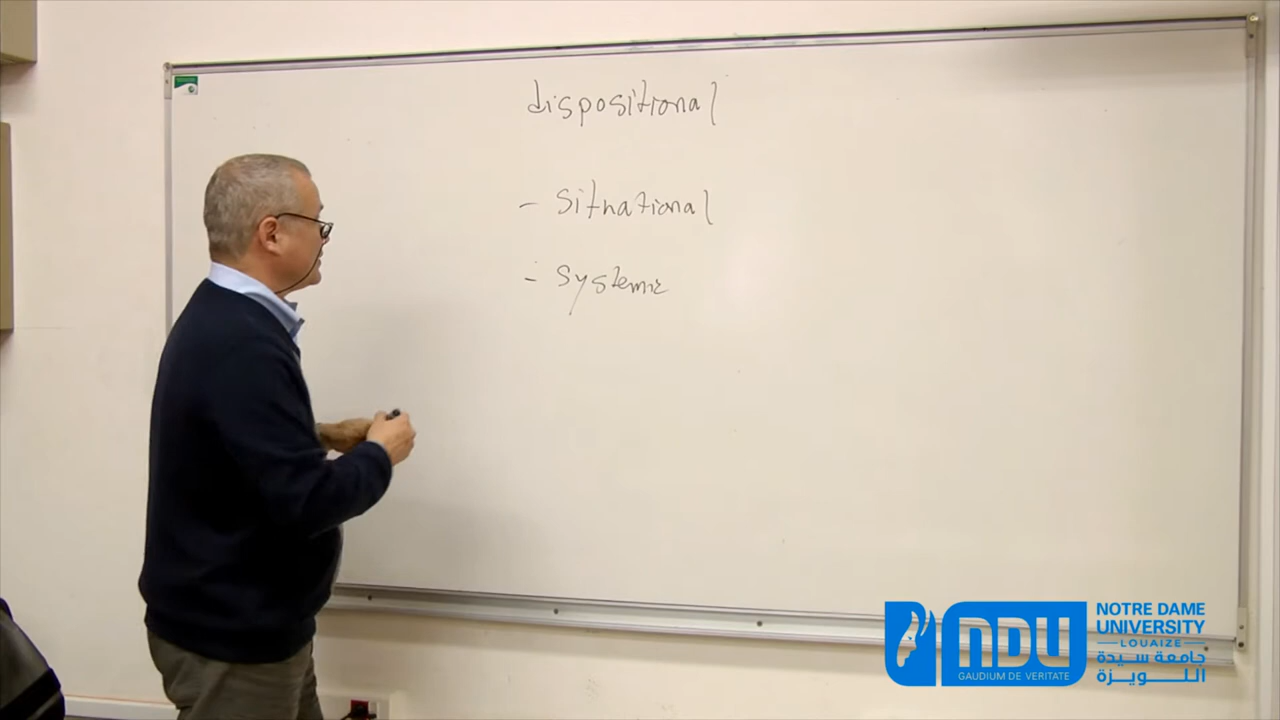 dispositional
- Situational
- Systemic
NDU
GAUDIUM DE VERITATE
NOTRE DAME
UNIVERSITY
LOUAIZE
جامعة سيدة
اللويزة